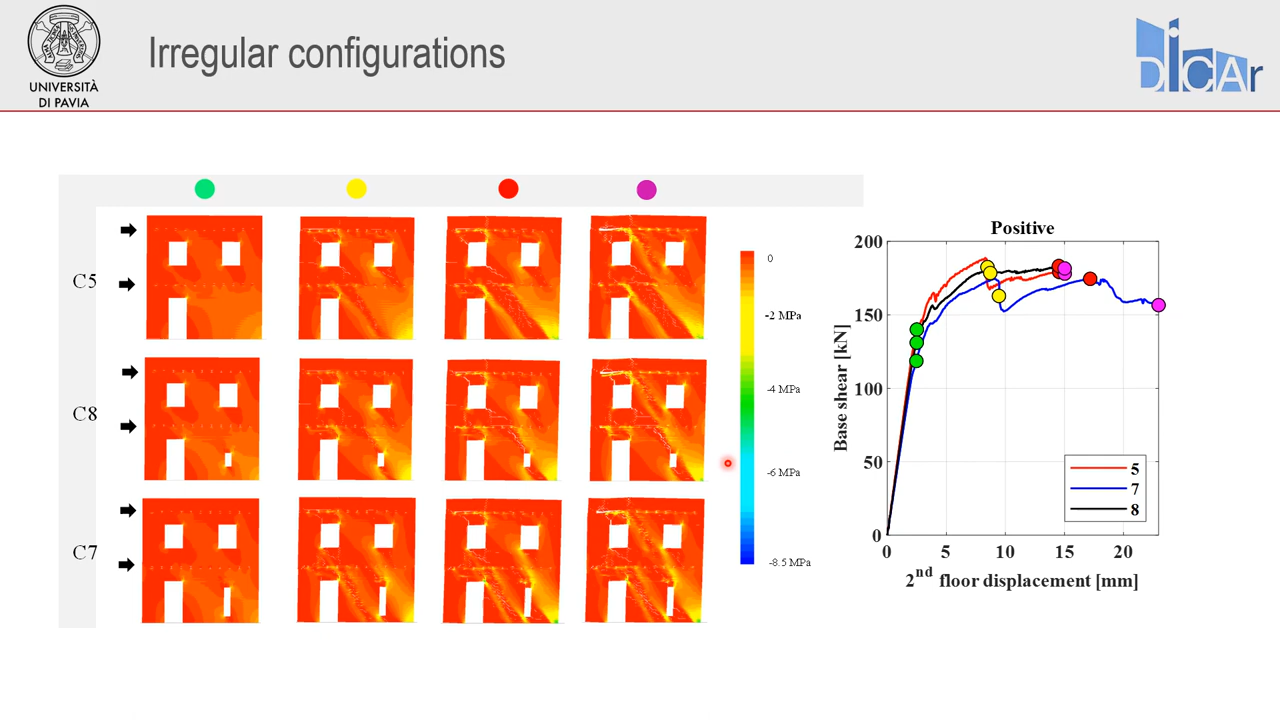 Irregular configurations
UNIVERSITÀ
DI PAVIA
DICAr
C5
C8
C7
0
-2 MPa
-4 MPa
-6 MPa
-8.5 MPa
Positive
200
150
100
50
0
0 5 10 15 20
Base shear [kN]
2nd floor displacement [mm]
5
7
8